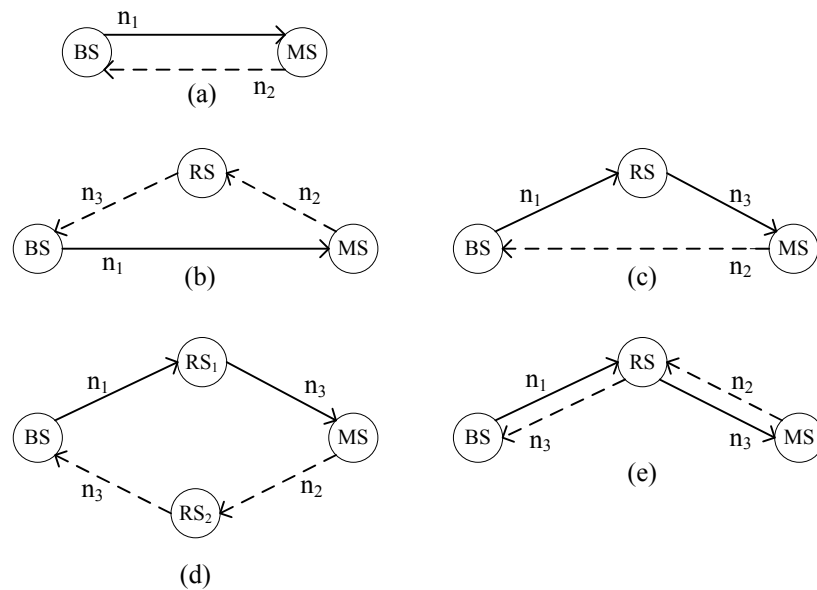 n1
BS MS
n2
(a)
RS
n3 n2
BS MS
n1
(b)
RS
n1 n3
BS MS
n2
(c)
RS1
n1 n3
BS MS
n3 n2
RS2
(d)
RS
n1 n2
BS MS
n3 n3
(e)